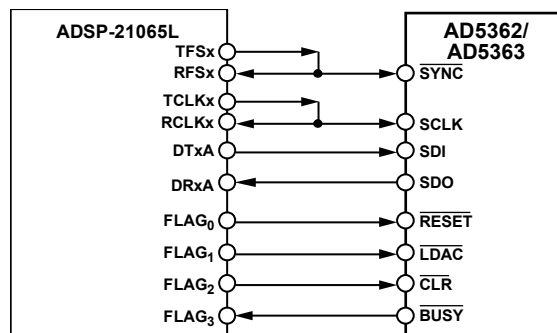 ADSP-21065L
AD5362/
AD5363
TFSx
RFSx
SYNC
TCLKx
RCLKx
SCLK
DTxA
SDI
DRxA
SDO
FLAG0
RESET
FLAG1
LDAC
FLAG2
CLR
FLAG3
BUSY